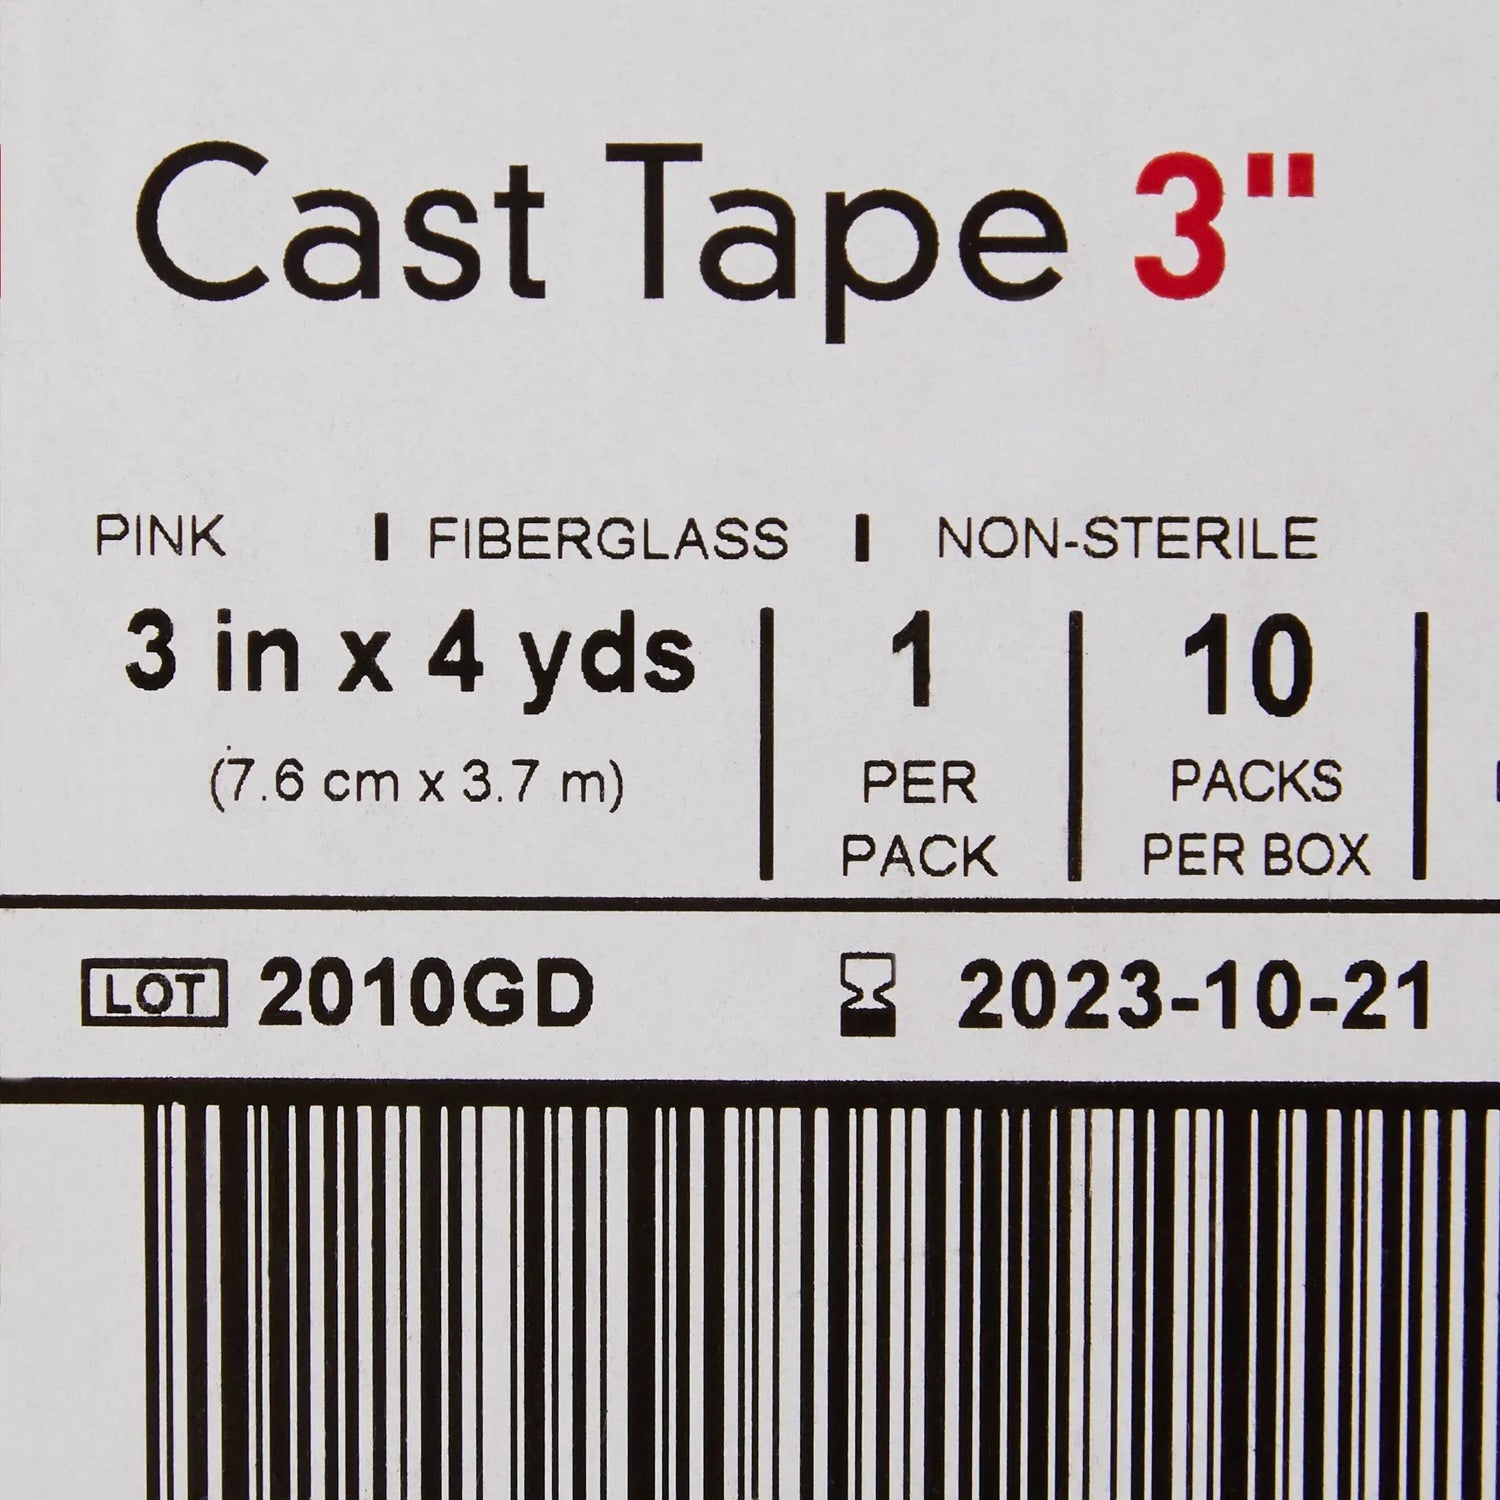 Cast Tape 3"
PINK FIBERGLASS NON-STERILE
3 in x 4 yds
(7.6 cm x 3.7 m)
1
PER
PACK
10
PACKS
PER BOX
LOT 2010GD
2023-10-21